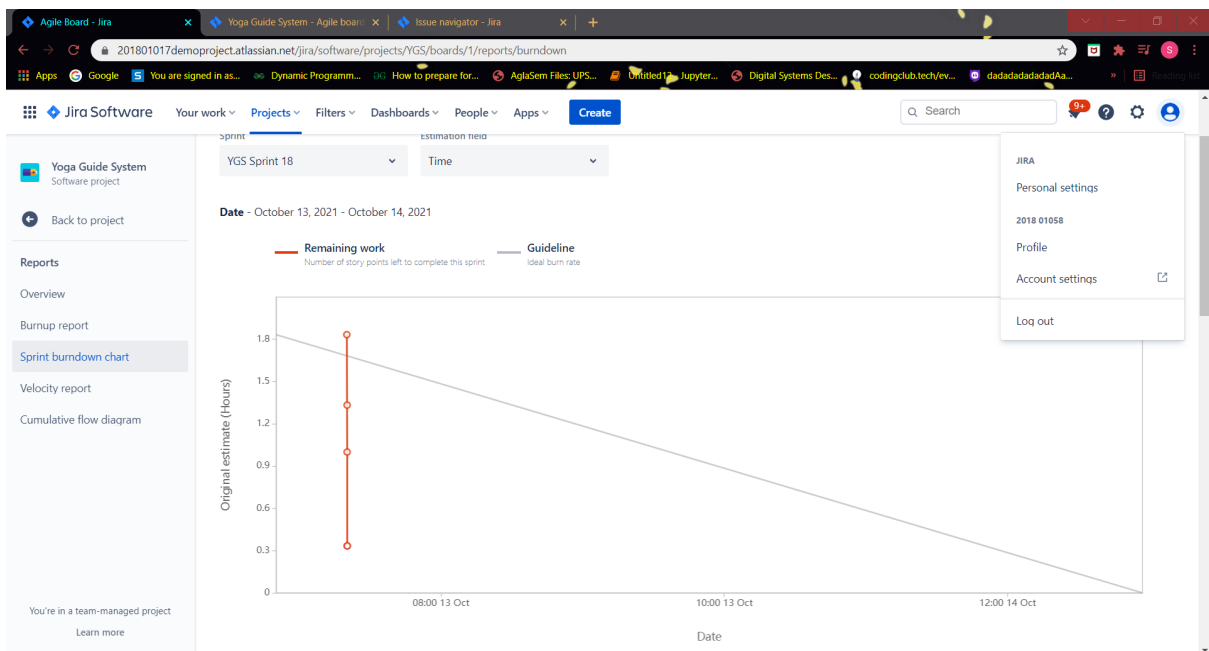 Agile Board - Jira
Yoga Guide System - Agile board
Issue navigator - Jira
201801017demoproject.atlassian.net/jira/software/projects/YGS/boards/1/reports/burndown
S
Apps Google You are signed in as... Dynamic Programm... How to prepare for... AglaSem Files: UPS... Jupyter... Digital Systems Des... codingclub.tech/ev... dadadadadadadAa... » Reading list
Jira Software Your work Projects Filters Dashboards People Apps Create Search 9+
Yoga Guide System
Software project
Back to project
Reports
Overview
Burnup report
Sprint burndown chart
Velocity report
Cumulative flow diagram
You're in a team-managed project
Learn more
Sprint Estimation field
YGS Sprint 18 Time
Date - October 13, 2021 - October 14, 2021
Remaining work Guideline
Number of story points left to complete this sprint Ideal burn rate
Original estimate (Hours)
1.8
1.5
1.2
0.9
0.6
0.3
0
08:00 13 Oct 10:00 13 Oct 12:00 14 Oct
Date
JIRA
Personal settings
2018 01058
Profile
Account settings
Log out